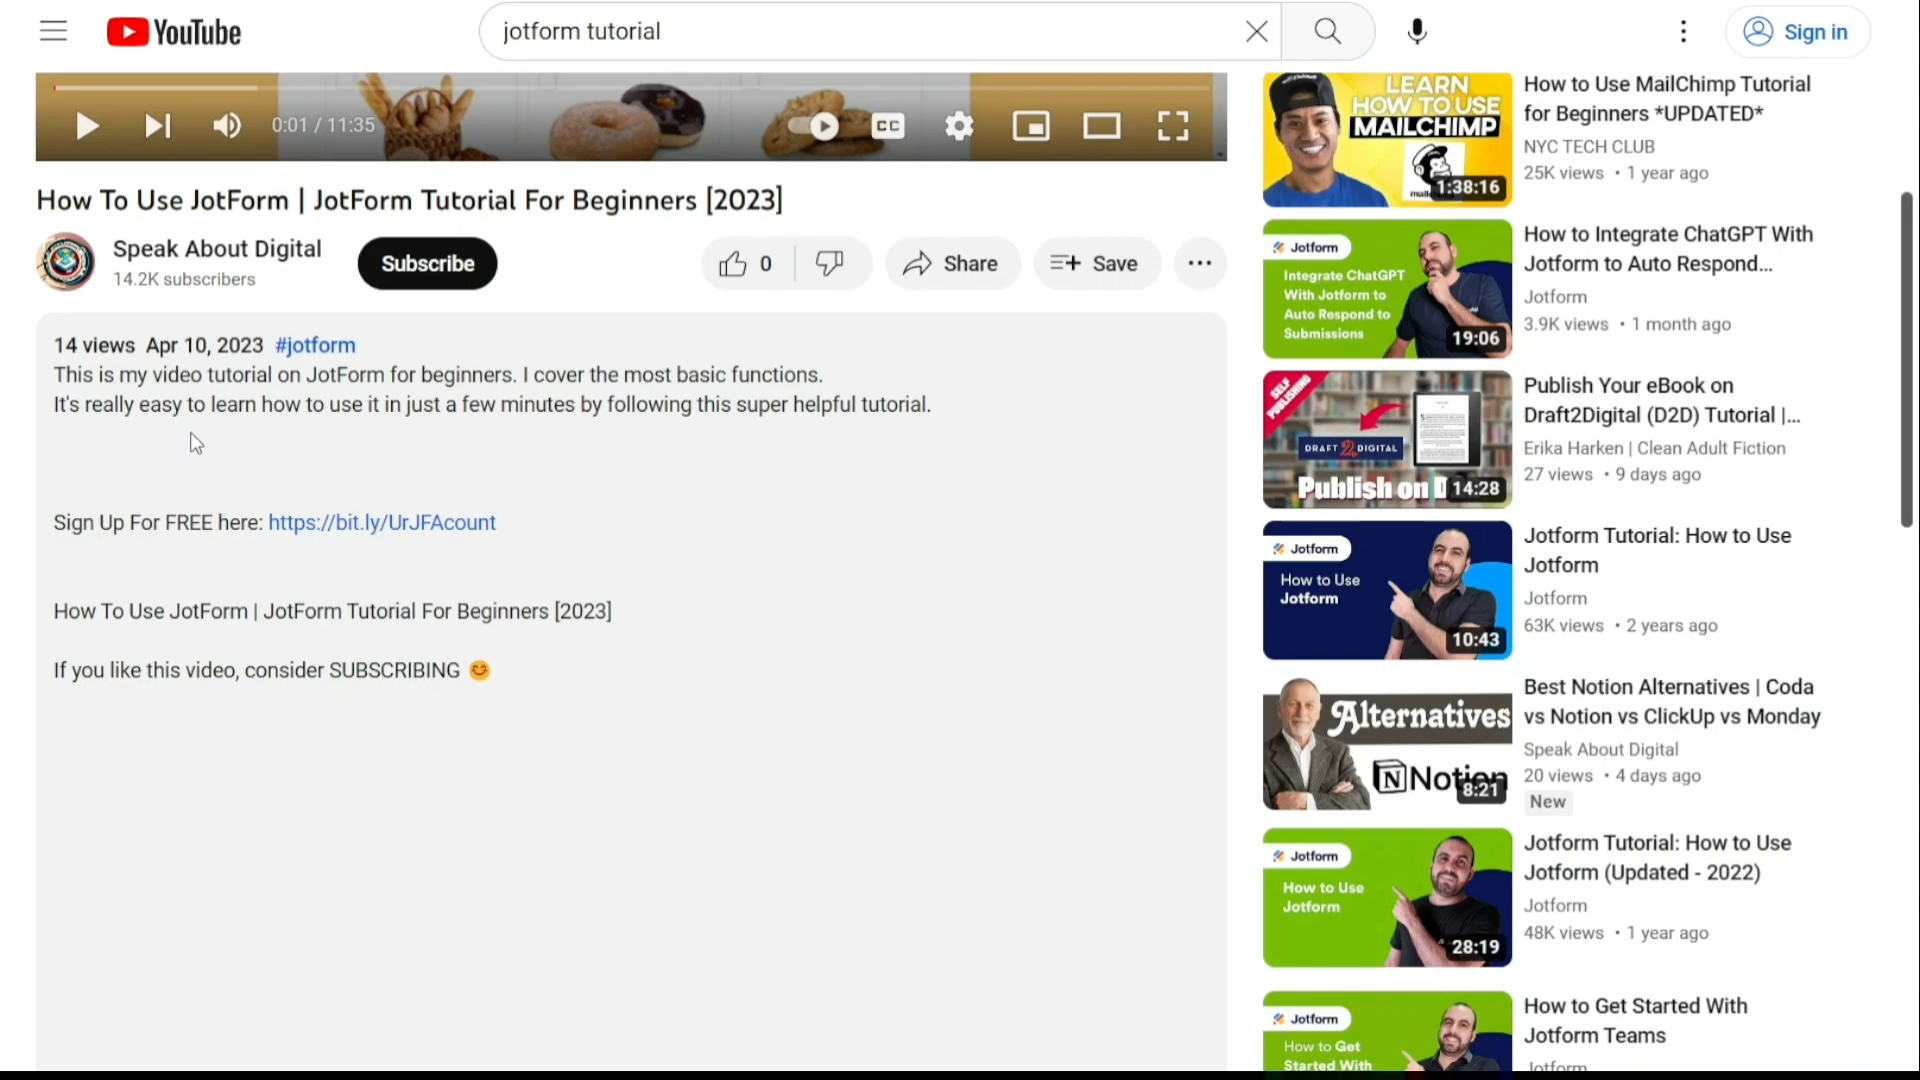 YouTube
jotform tutorial
Sign in
0:01 / 11:35
CC
How To Use JotForm | JotForm Tutorial For Beginners [2023]
Speak About Digital
14.2K subscribers
Subscribe
0
Share
Save
14 views Apr 10, 2023 #jotform
This is my video tutorial on JotForm for beginners. I cover the most basic functions.
It's really easy to learn how to use it in just a few minutes by following this super helpful tutorial.
Sign Up For FREE here: https://bit.ly/UrJFAcount
How To Use JotForm | JotForm Tutorial For Beginners [2023]
If you like this video, consider SUBSCRIBING 😊
LEARN
HOW TO USE
MAILCHIMP
1:38:16
How to Use MailChimp Tutorial
for Beginners *UPDATED*
NYC TECH CLUB
25K views • 1 year ago
Jotform
Integrate ChatGPT
With Jotform to
Auto Respond to
Submissions
19:06
How to Integrate ChatGPT With
Jotform to Auto Respond...
Jotform
3.9K views • 1 month ago
SELF
PUBLISHING
DRAFT 2 DIGITAL
Publish on D
14:28
Publish Your eBook on
Draft2Digital (D2D) Tutorial |...
Erika Harken | Clean Adult Fiction
27 views • 9 days ago
Jotform
How to Use
Jotform
10:43
Jotform Tutorial: How to Use
Jotform
Jotform
63K views • 2 years ago
Alternatives
Notion
8:21
Best Notion Alternatives | Coda
vs Notion vs ClickUp vs Monday
Speak About Digital
20 views • 4 days ago
New
Jotform
How to Use
Jotform
28:19
Jotform Tutorial: How to Use
Jotform (Updated - 2022)
Jotform
48K views • 1 year ago
Jotform
How to Get
Started With
How to Get Started With
Jotform Teams
Jotform